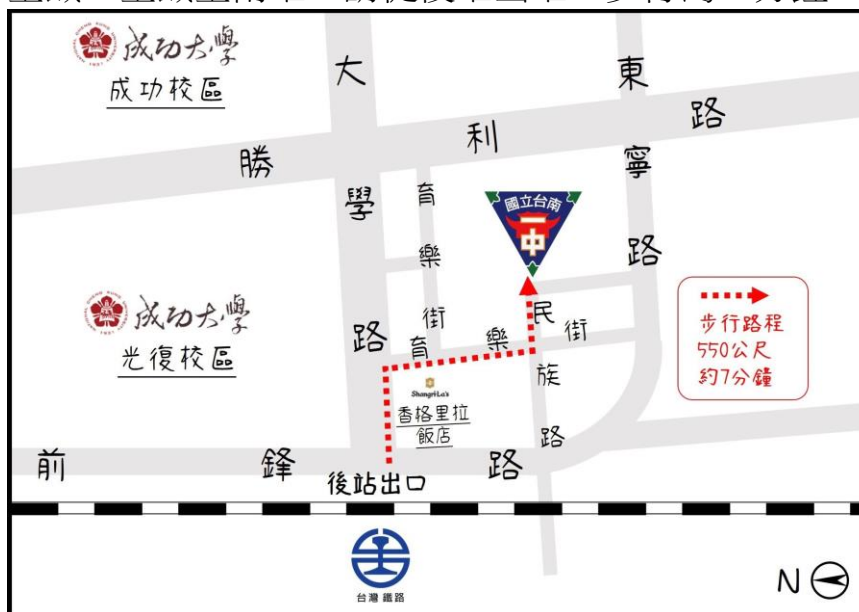 成功大學
成功校區
大學路
東寧路
勝利路
育樂街
國立台南
一中
成功大學
光復校區
育樂街
民族路
步行路程
550公尺
約7分鐘
Shangri-La's
香格里拉
飯店
前鋒路
後站出口
台灣鐵路
N